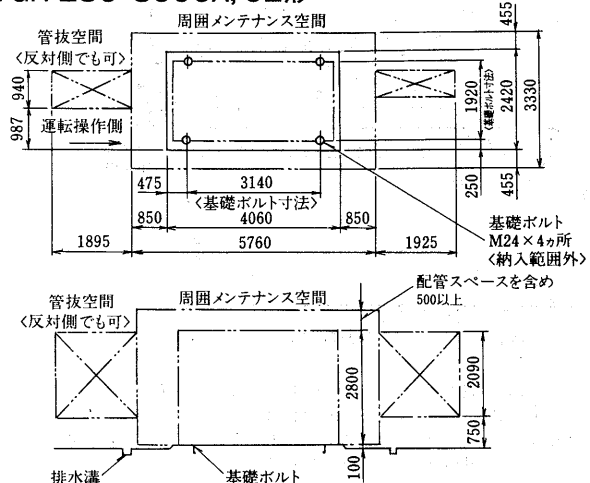 周囲メンテナンス空間
管抜空間
〈反対側でも可〉
運転操作側
940
987
455
1920
〈基礎ボルト寸法〉
2420
3330
250
455
475
3140
〈基礎ボルト寸法〉
850
4060
850
1895
5760
1925
基礎ボルト
M24×4ヵ所
〈納入範囲外〉
管抜空間
〈反対側でも可〉
周囲メンテナンス空間
配管スペースを含め
500以上
2800
2090
750
100
排水溝
基礎ボルト